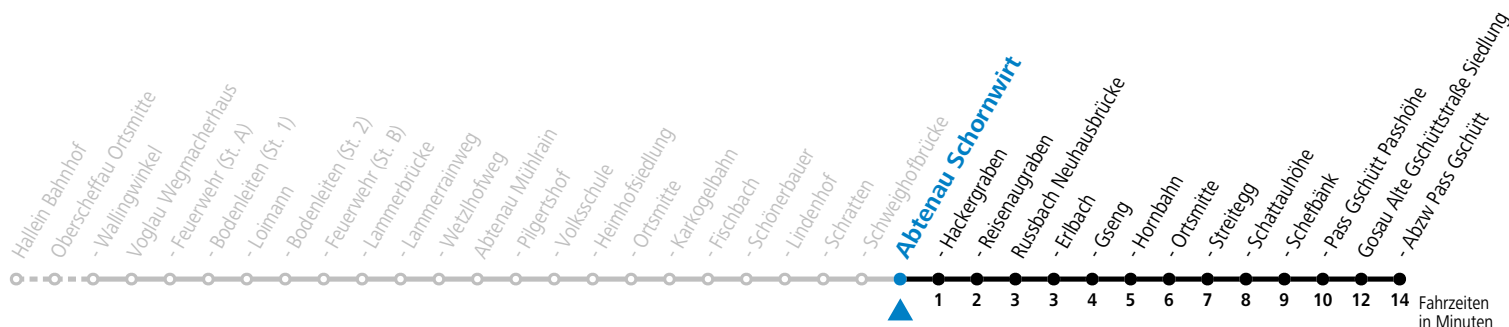 Hallein Bahnhof
Oberscheffau Ortsmitte
- Wallingwinkel
Voglau Wegmacherhaus
- Feuerwehr (St. A)
- Bodenleiten (St. 1)
- Loimann
- Bodenleiten (St. 2)
- Feuerwehr (St. B)
- Lammerbrücke
- Lammerrainweg
- Wetzlhofweg
Abtenau Mühlrain
- Pilgertshof
- Volksschule
- Heimhofsiedlung
- Ortsmitte
- Karkogelbahn
- Fischbach
- Schönerbauer
- Lindenhof
- Schratten
- Schweighofbrücke
Abtenau Schornwirt
- Hackergraben
- Reisenaugraben
Russbach Neuhausbrücke
- Erlbach
- Gseng
- Hornbahn
- Ortsmitte
- Streitegg
- Schattauhöhe
- Schefbänk
- Pass Gschütt Passhöhe
Gosau Alte Gschüttstraße Siedlung
- Abzw Pass Gschütt
1 2 3 3 4 5 6 7 8 9 10 12 14 Fahrzeiten
in Minuten